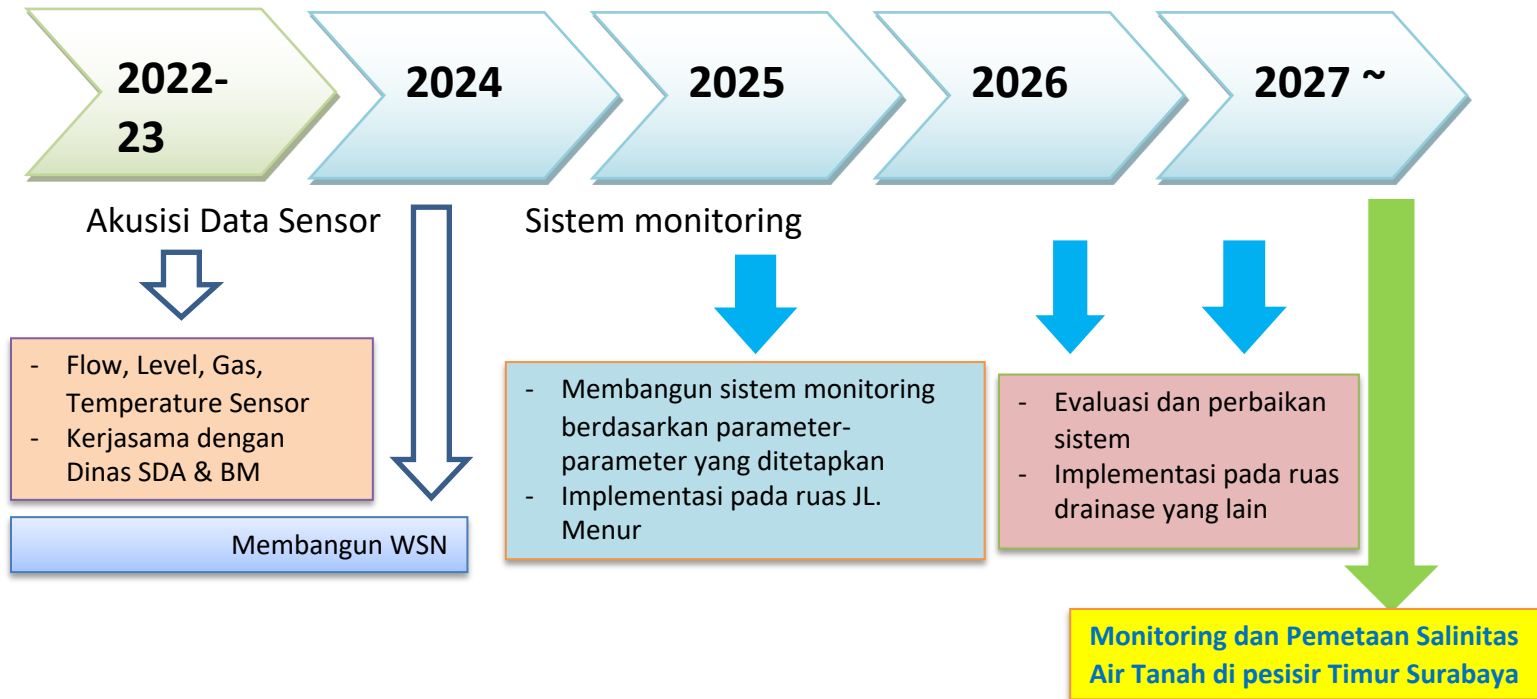 2022-
23
2024
2025
2026
2027 ~
Akusisi Data Sensor
Sistem monitoring
- Flow, Level, Gas,
Temperature Sensor
- Kerjasama dengan
Dinas SDA & BM
Membangun WSN
- Membangun sistem monitoring
berdasarkan parameter-
parameter yang ditetapkan
- Implementasi pada ruas JL.
Menur
- Evaluasi dan perbaikan
sistem
- Implementasi pada ruas
drainase yang lain
Monitoring dan Pemetaan Salinitas
Air Tanah di pesisir Timur Surabaya